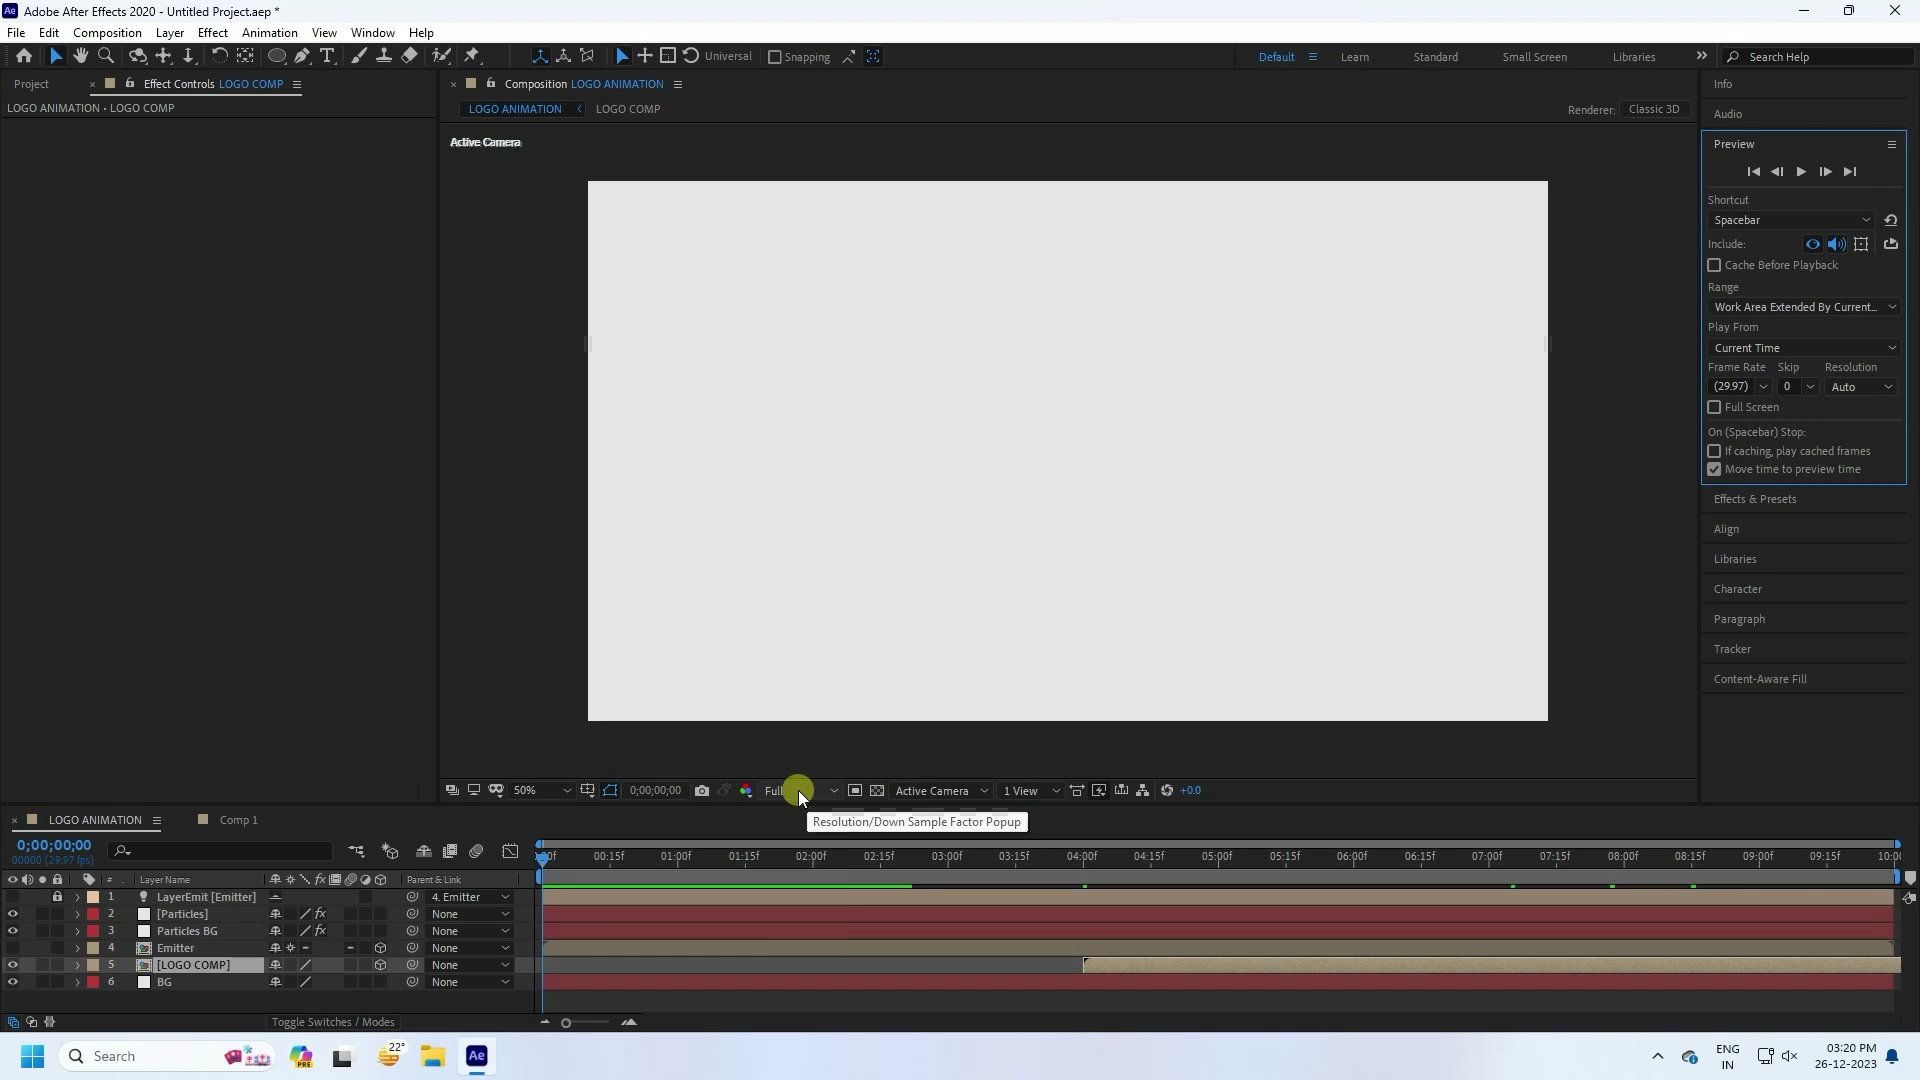 Ae Adobe After Effects 2020 - Untitled Project.aep *
File Edit Composition Layer Effect Animation View Window Help
Universal Snapping Default Learn Standard Small Screen Libraries Search Help
Project Effect Controls LOGO COMP
LOGO ANIMATION • LOGO COMP
Composition LOGO ANIMATION
LOGO ANIMATION LOGO COMP
Renderer: Classic 3D
Active Camera
Info
Audio
Preview
Shortcut
Spacebar
Include:
Cache Before Playback
Range
Work Area Extended By Current...
Play From
Current Time
Frame Rate Skip Resolution
(29.97) 0 Auto
Full Screen
On (Spacebar) Stop:
If caching, play cached frames
Move time to preview time
Effects & Presets
Align
Libraries
Character
Paragraph
Tracker
Content-Aware Fill
50% 0;00;00;00 Full Active Camera 1 View +0.0
Resolution/Down Sample Factor Popup
LOGO ANIMATION Comp 1
0;00;00;00
00000 (29.97 fps)
00:15f 01:00f 01:15f 02:00f 02:15f 03:00f 03:15f 04:00f 04:15f 05:00f 05:15f 06:00f 06:15f 07:00f 07:15f 08:00f 08:15f 09:00f 09:15f
# Layer Name fx Parent & Link
1 LayerEmit [Emitter] 4. Emitter
2 [Particles] fx None
3 Particles BG fx None
4 Emitter None
5 [LOGO COMP] None
6 BG None
Toggle Switches / Modes
Search PRE 22° Ae
ENG
IN
03:20 PM
26-12-2023